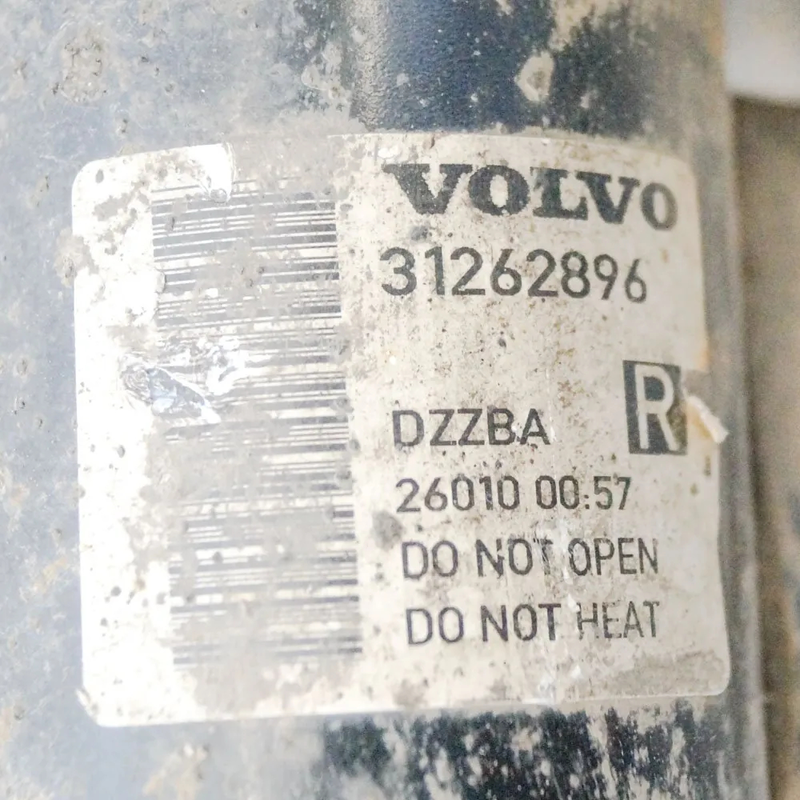 VOLVO
31262896
R
DZZBA
26010 00:57
DO NOT OPEN
DO NOT HEAT